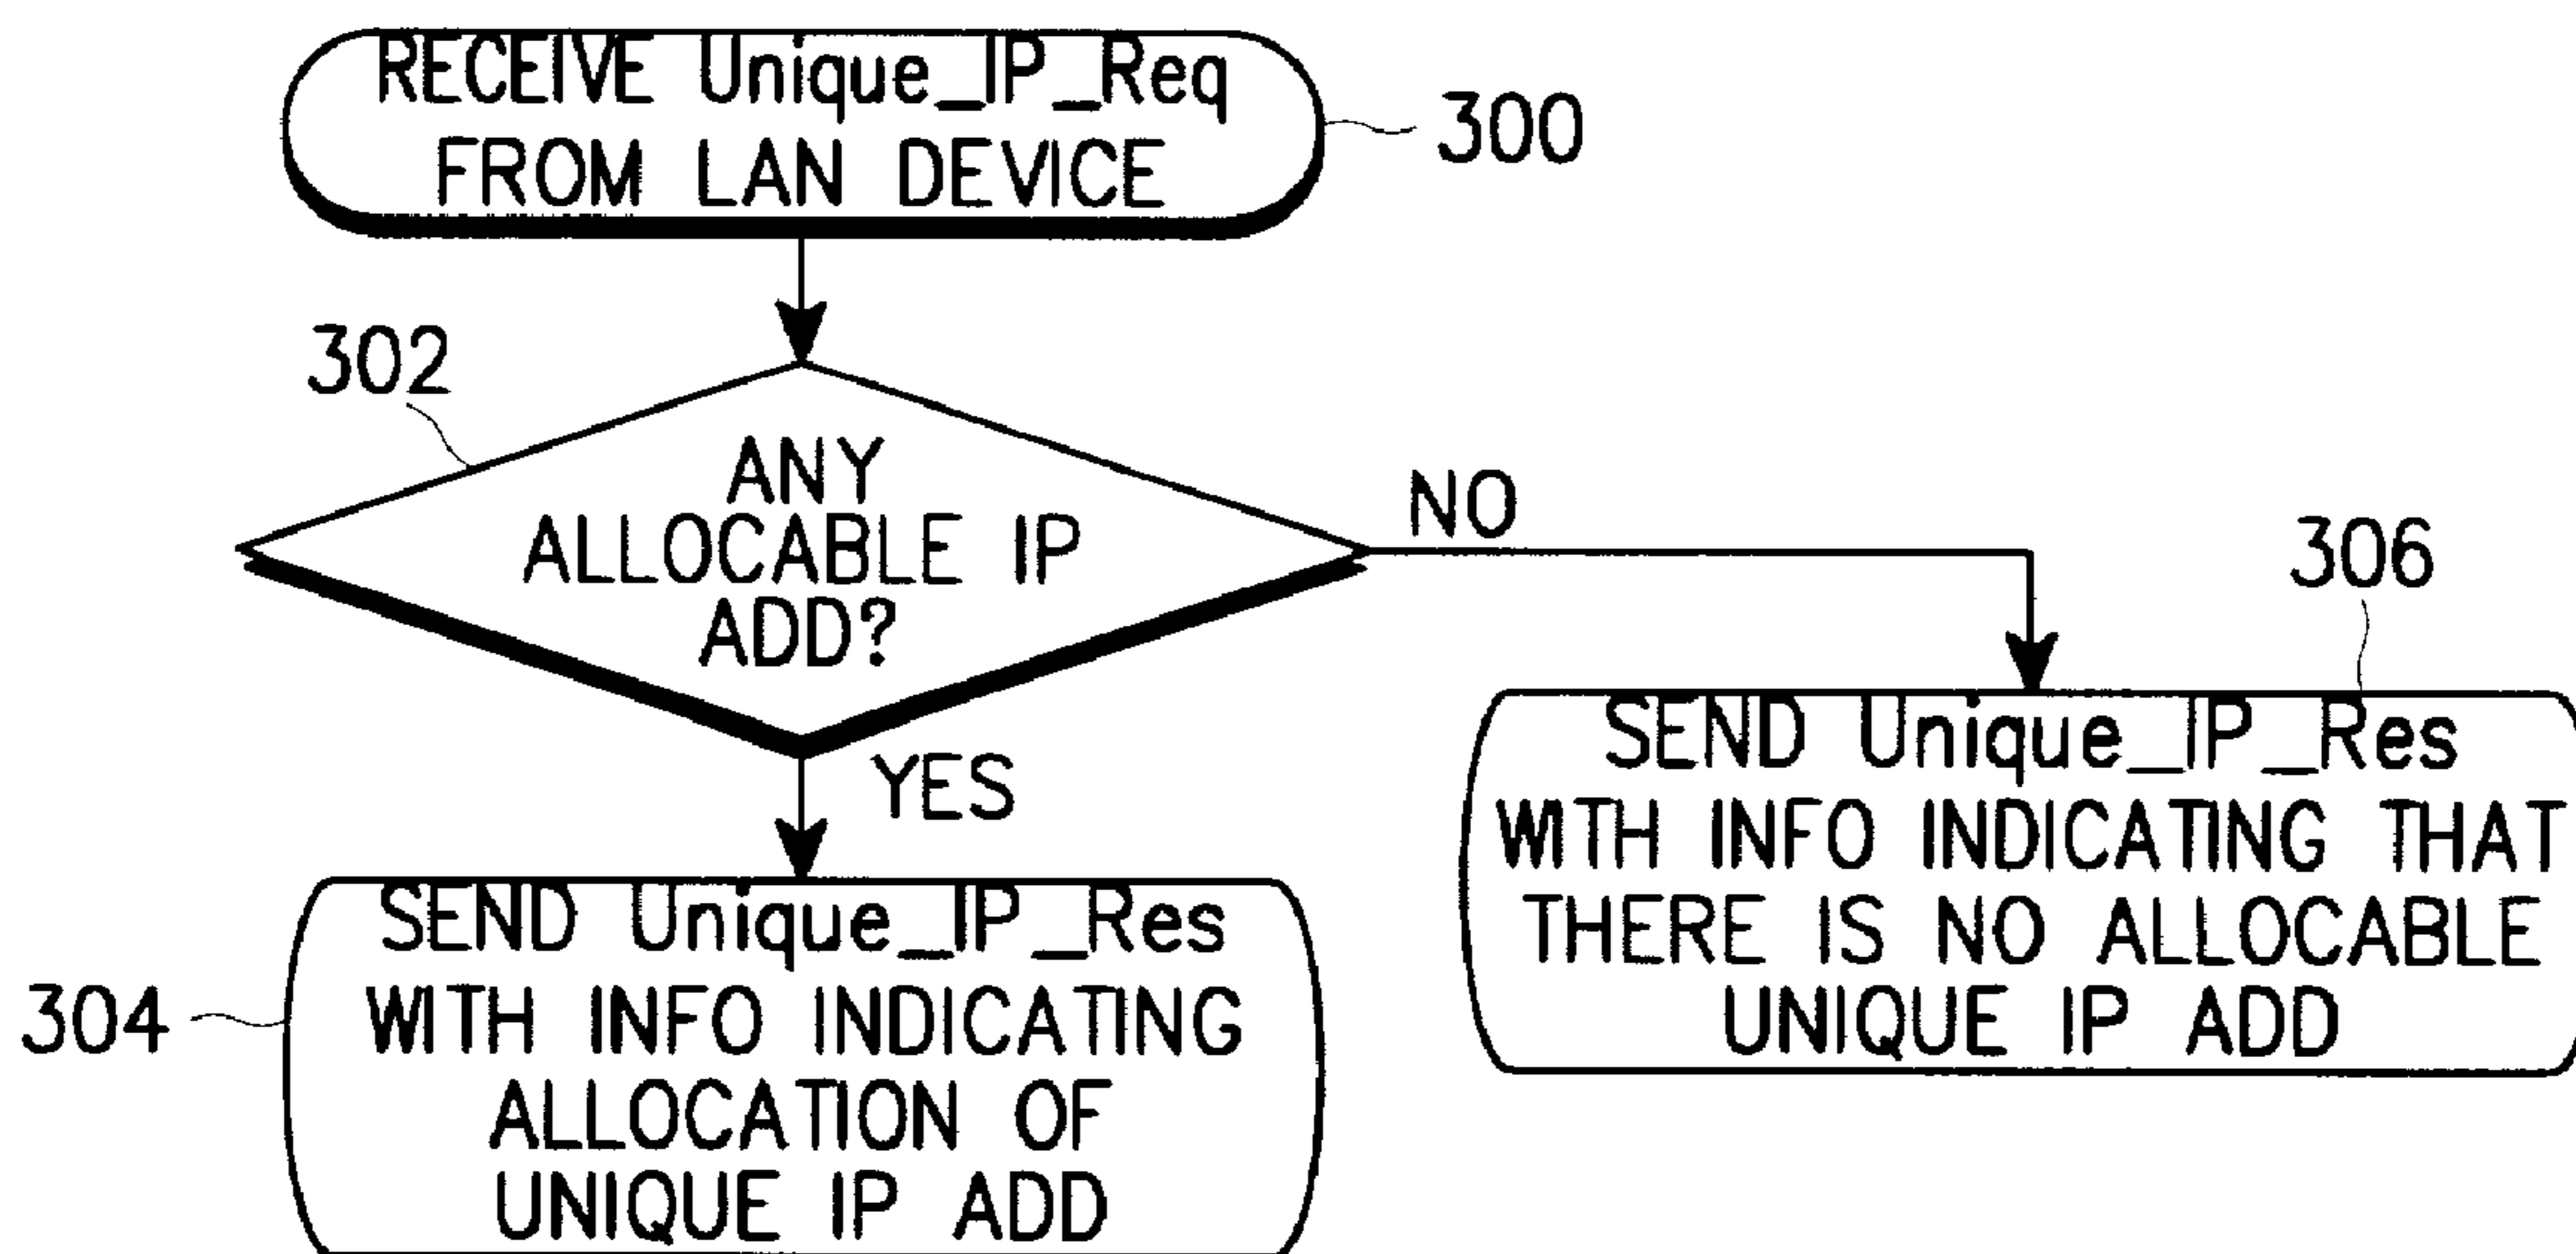 RECEIVE Unique_IP_Req
FROM LAN DEVICE
300
302
ANY
ALLOCABLE IP
ADD?
NO
YES
306
SEND Unique_IP_Res
WITH INFO INDICATING THAT
THERE IS NO ALLOCABLE
UNIQUE IP ADD
304
SEND Unique_IP_Res
WITH INFO INDICATING
ALLOCATION OF
UNIQUE IP ADD